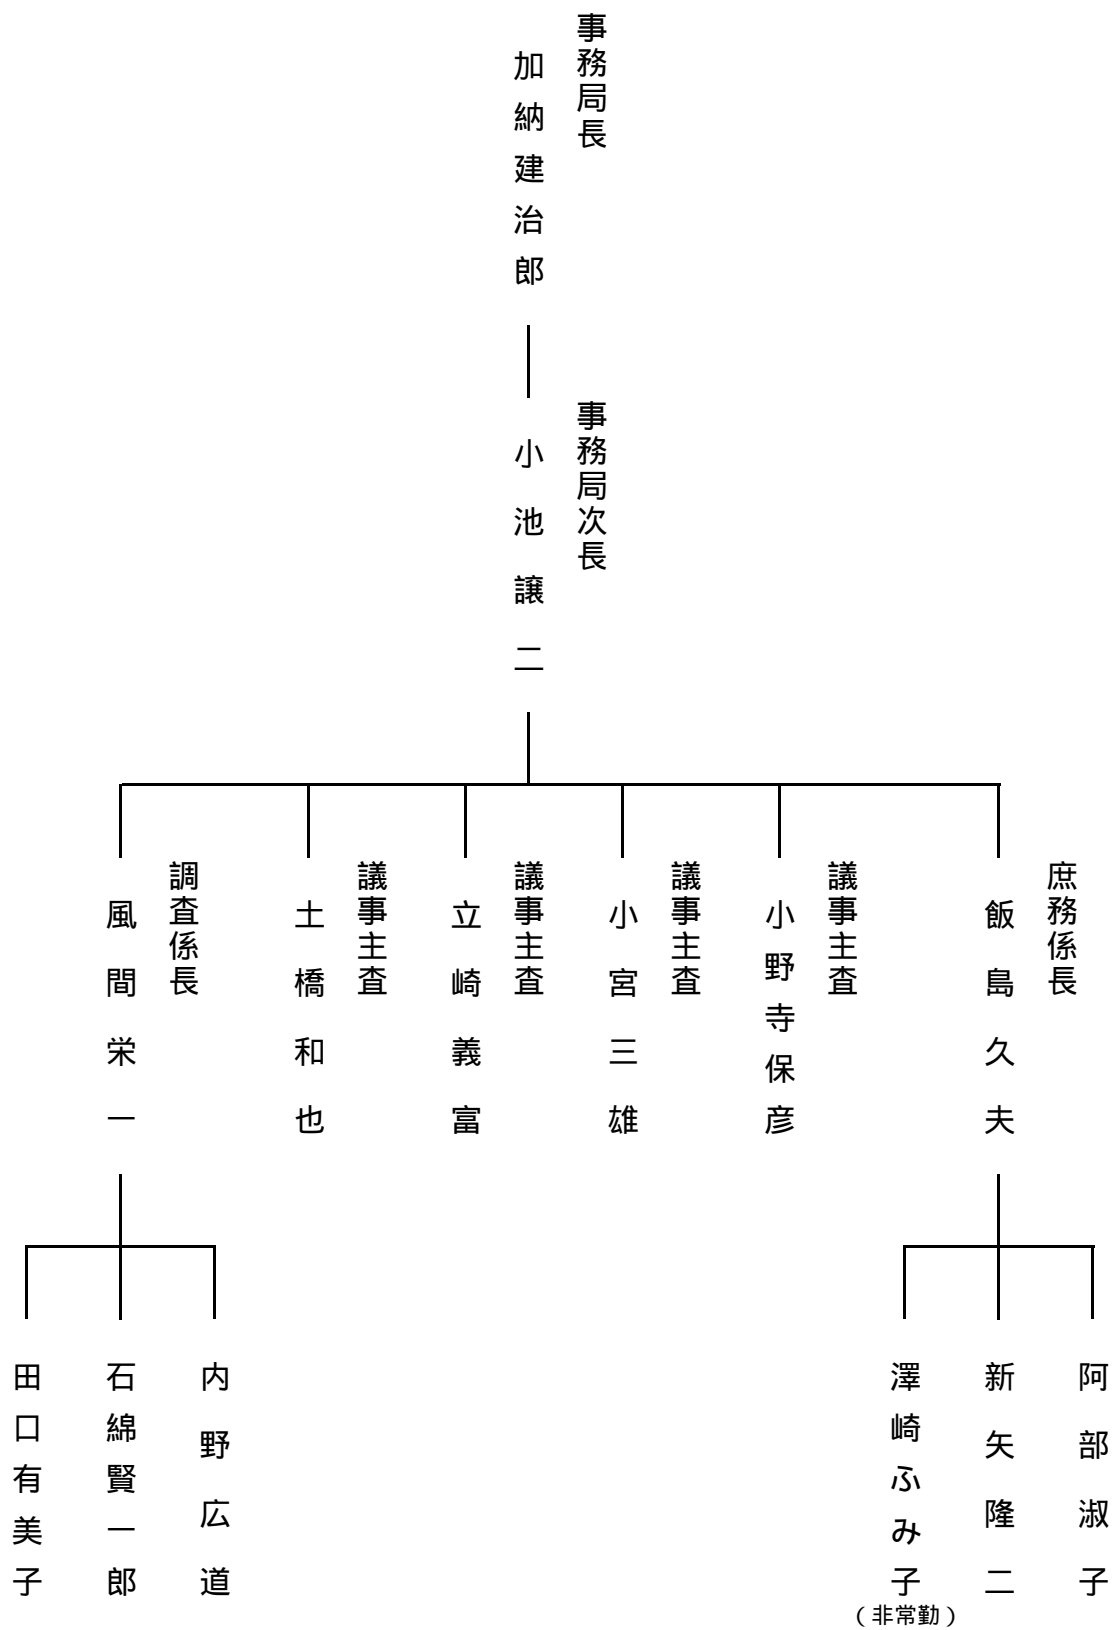 事務局長
加納建治郎
事務局次長
小池譲二
庶務係長
飯島久夫
議事主査
小野寺保彦
議事主査
小宮三雄
議事主査
立崎義富
議事主査
土橋和也
調査係長
風間栄一
阿部淑子
新矢隆二
澤崎ふみ子
(非常勤)
内野広道
石綿賢一郎
田口有美子